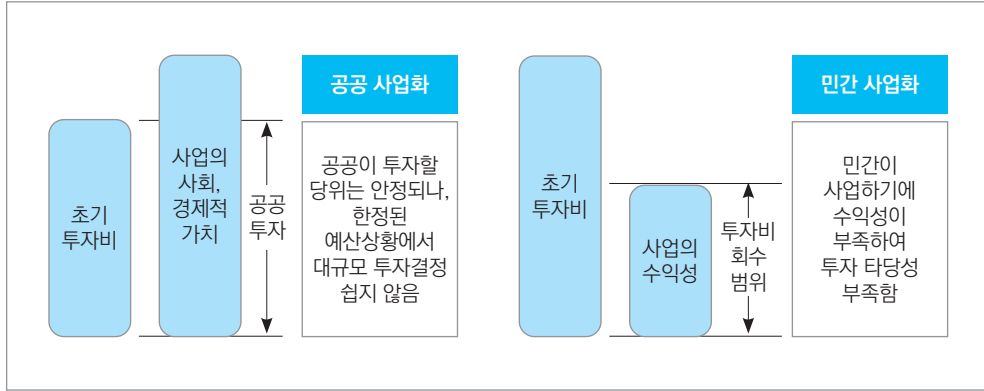 초기
투자비
사업의
사회,
경제적
가치
공공
투자
공공 사업화
공공이 투자할
당위는 안정되나,
한정된
예산상황에서
대규모 투자결정
쉽지 않음
초기
투자비
사업의
수익성
투자비
회수
범위
민간 사업화
민간이
사업하기에
수익성이
부족하여
투자 타당성
부족함